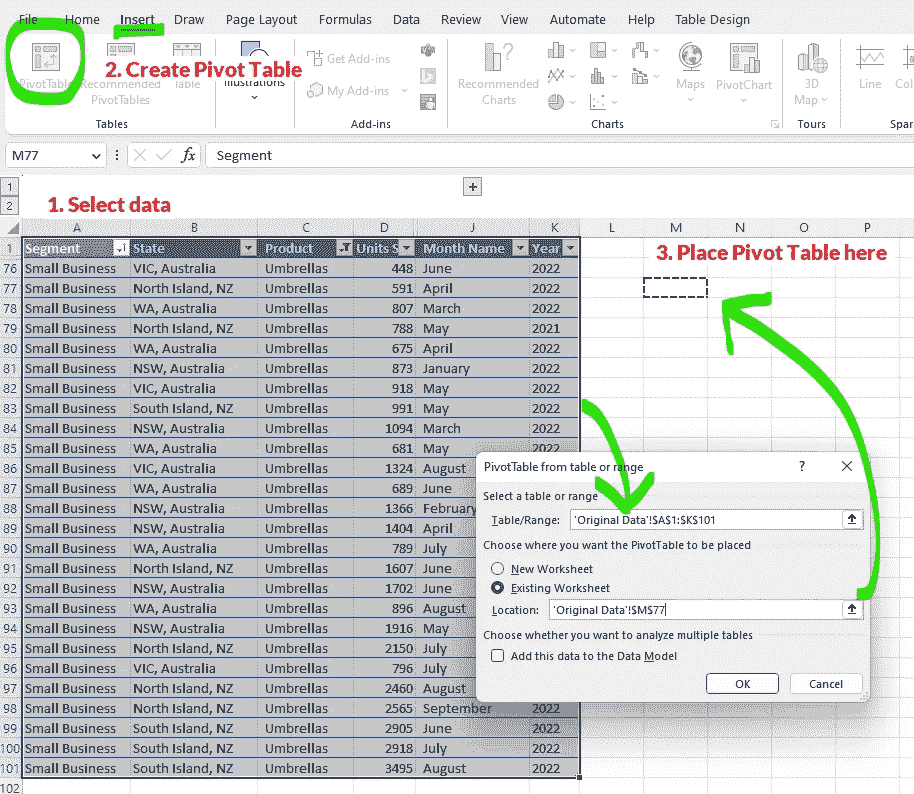 File Home Insert Draw Page Layout Formulas Data Review View Automate Help Table Design
PivotTable Recommended PivotTables Table Illustrations Get Add-ins My Add-ins Recommended Charts Maps PivotChart 3D Map Line Col
2. Create Pivot Table
Tables Add-ins Charts Tours Spar
M77 fx Segment
1
2
1. Select data
A B C D J K L M N O P
1 Segment State Product Units S Month Name Year
3. Place Pivot Table here
76 Small Business VIC, Australia Umbrellas 448 June 2022
77 Small Business North Island, NZ Umbrellas 591 April 2022
78 Small Business WA, Australia Umbrellas 807 March 2022
79 Small Business North Island, NZ Umbrellas 788 May 2021
80 Small Business WA, Australia Umbrellas 675 April 2022
81 Small Business NSW, Australia Umbrellas 873 January 2022
82 Small Business VIC, Australia Umbrellas 918 May 2022
83 Small Business South Island, NZ Umbrellas 991 May 2022
84 Small Business NSW, Australia Umbrellas 1094 March 2022
85 Small Business WA, Australia Umbrellas 681 May 2022
86 Small Business VIC, Australia Umbrellas 1324 August
87 Small Business WA, Australia Umbrellas 689 June
88 Small Business NSW, Australia Umbrellas 1366 February
89 Small Business NSW, Australia Umbrellas 1404 April
90 Small Business WA, Australia Umbrellas 789 July
91 Small Business North Island, NZ Umbrellas 1607 June
92 Small Business NSW, Australia Umbrellas 1702 June
93 Small Business WA, Australia Umbrellas 896 August
94 Small Business NSW, Australia Umbrellas 1916 May
95 Small Business North Island, NZ Umbrellas 2150 July
96 Small Business VIC, Australia Umbrellas 796 July
97 Small Business North Island, NZ Umbrellas 2460 August
98 Small Business North Island, NZ Umbrellas 2565 September 2022
99 Small Business South Island, NZ Umbrellas 2905 June 2022
100 Small Business South Island, NZ Umbrellas 2918 July 2022
101 Small Business South Island, NZ Umbrellas 3495 August 2022
102
PivotTable from table or range ?
Select a table or range
Table/Range: 'Original Data'!$A$1:$K$101
Choose where you want the PivotTable to be placed
New Worksheet
Existing Worksheet
Location: 'Original Data'!$M$77
Choose whether you want to analyze multiple tables
Add this data to the Data Model
OK Cancel